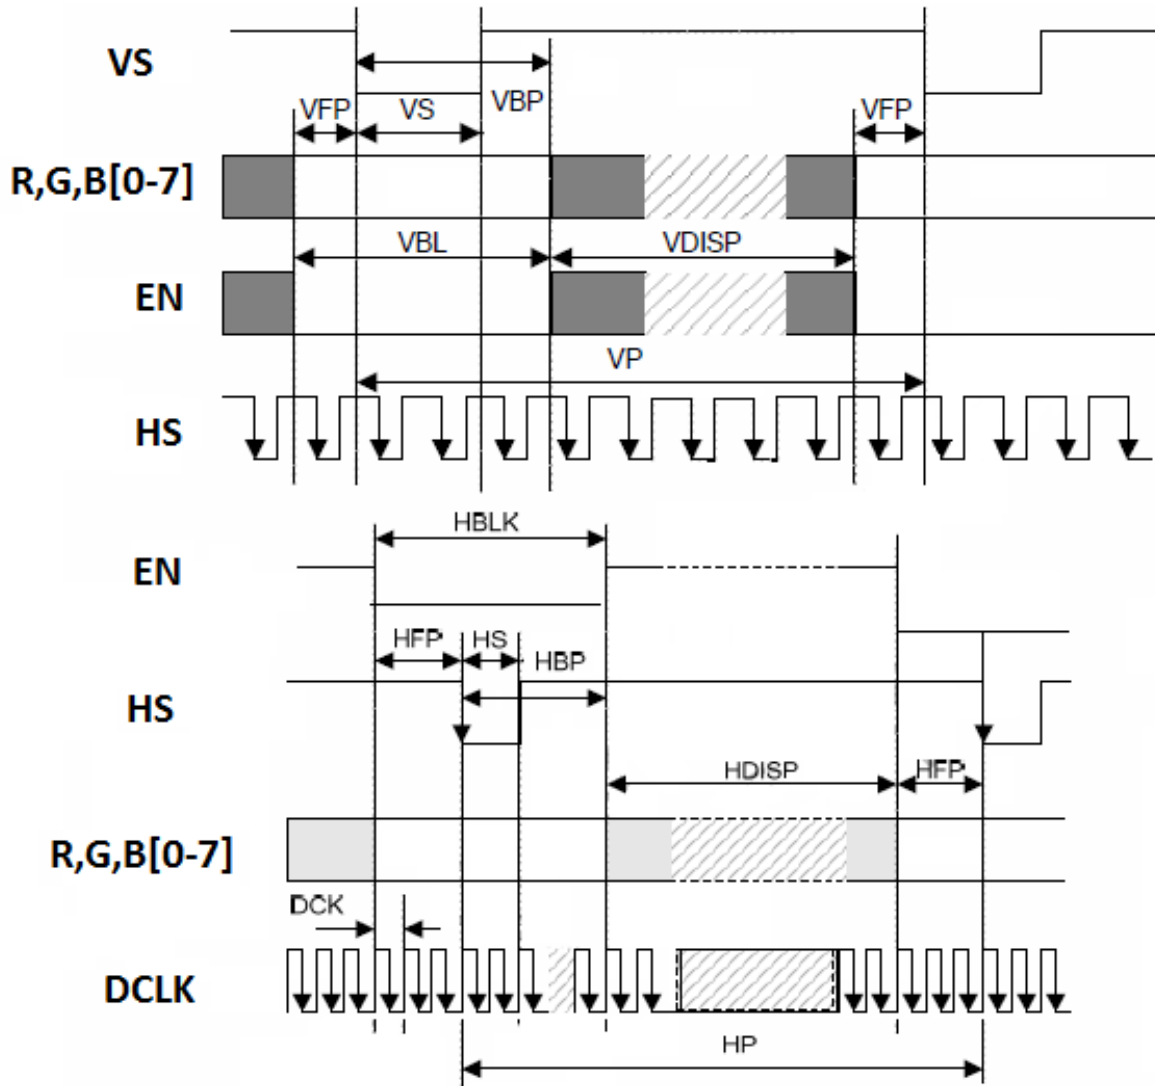 VS
VFP VS VBP VFP
R,G,B[0-7]
VBL VDISP
EN
VP
HS
HBLK
EN
HFP HS HBP
HS
HDISP HFP
R,G,B[0-7]
DCK
DCLK
HP